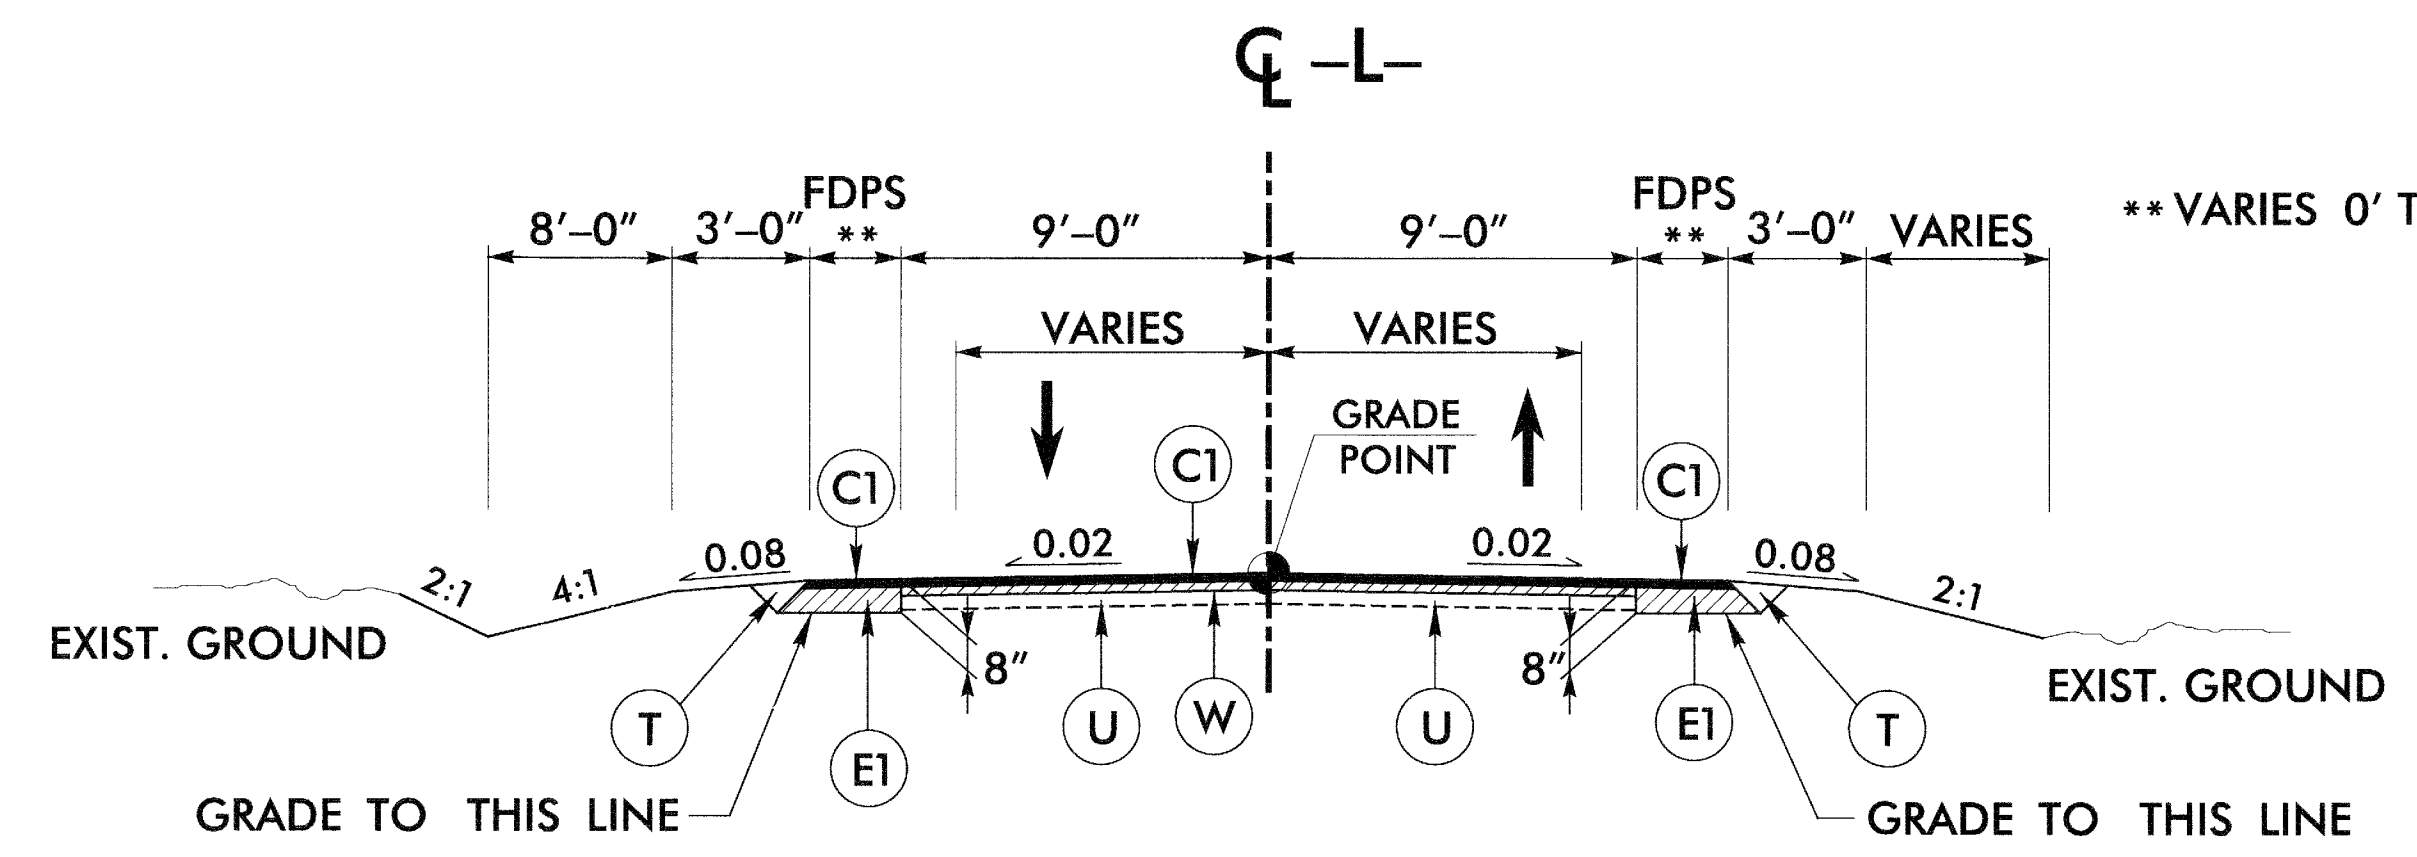 ℄ –L–
FDPS
FDPS
8'–0" 3'–0" ** 9'–0" 9'–0" ** 3'–0" VARIES
** VARIES 0'
VARIES VARIES
GRADE
POINT
C1 C1 C1
0.08 0.02 0.02 0.08
2:1 4:1 2:1
EXIST. GROUND
8" 8"
EXIST. GROUND
T E1 U W U E1 T
GRADE TO THIS LINE
GRADE TO THIS LINE